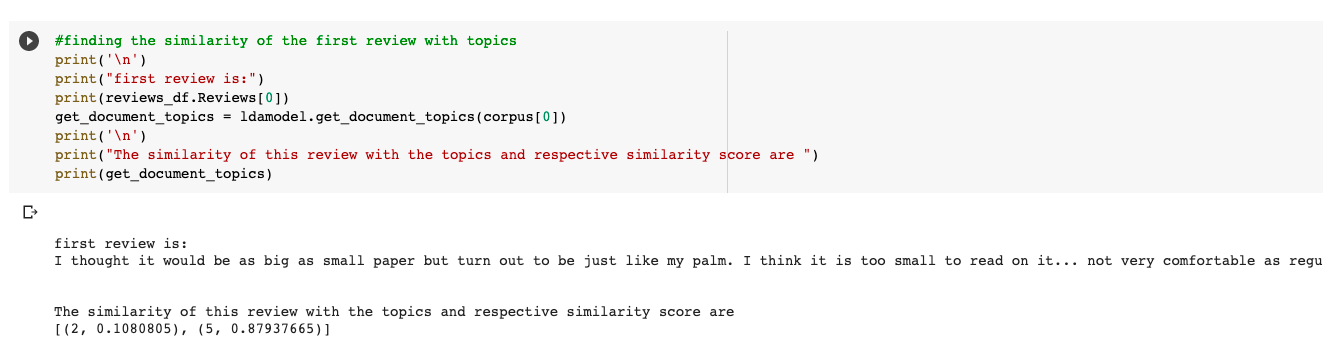 #finding the similarity of the first review with topics
print('\n')
print("first review is:")
print(reviews_df.Reviews[0])
get_document_topics = ldamodel.get_document_topics(corpus[0])
print('\n')
print("The similarity of this review with the topics and respective similarity score are ")
print(get_document_topics)
first review is:
I thought it would be as big as small paper but turn out to be just like my palm. I think it is too small to read on it... not very comfortable as regu
The similarity of this review with the topics and respective similarity score are
[(2, 0.1080805), (5, 0.87937665)]